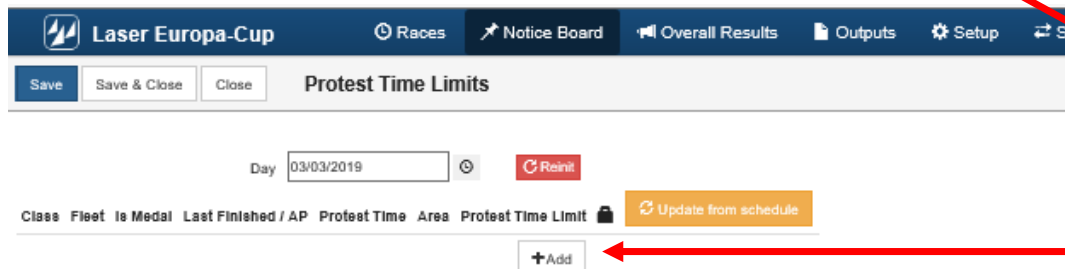 Laser Europa-Cup Races Notice Board Overall Results Outputs Setup S
Save Save & Close Close Protest Time Limits
Day 03/03/2019 Reinit
Class Fleet Is Medal Last Finished / AP Protest Time Area Protest Time Limit Update from schedule
+Add